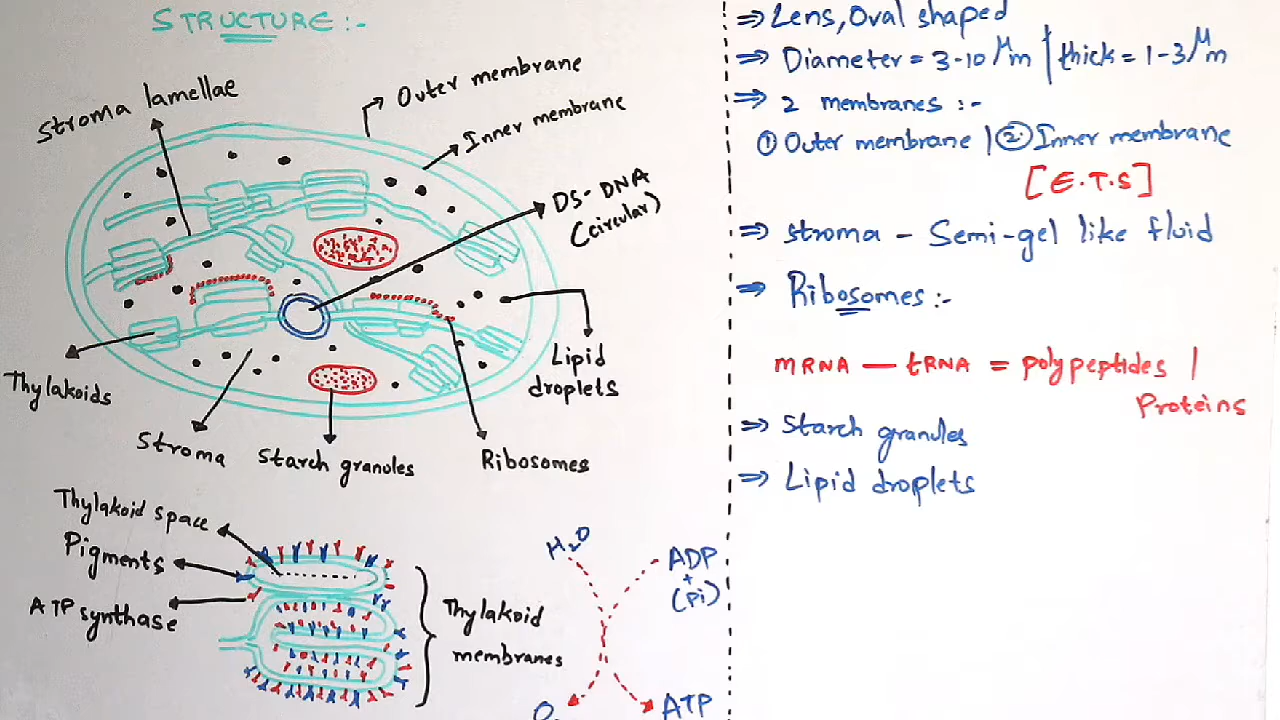 STRUCTURE:-
Stroma lamellae
Outer membrane
Inner membrane
DS-DNA
(circular)
Lipid
droplets
Thylakoids
Stroma
Starch granules
Ribosomes
Thylakoid space
Pigments
ATP synthase
Thylakoid
membranes
H2O
ADP
+
(Pi)
ATP
⇒ Lens, Oval shaped
⇒ Diameter = 3-10 μm | thick = 1-3 μm
⇒ 2 membranes :-
① Outer membrane | ② Inner membrane
[E.T.S]
⇒ stroma - Semi-gel like fluid
⇒ Ribosomes:-
mRNA — tRNA = polypeptides |
Proteins
⇒ Starch granules
⇒ Lipid droplets